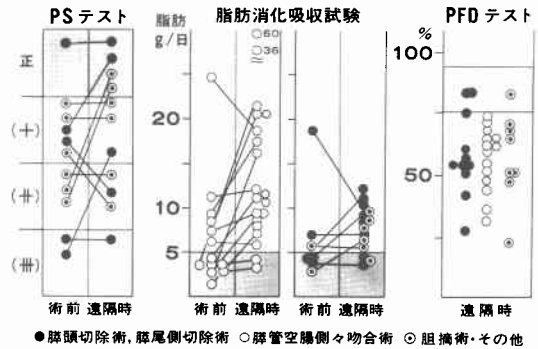 PSテスト
脂肪消化吸収試験
PFDテスト
脂肪
g/日
%
60
36
100
正
20
(+)
50
(++)
10
5
(+++)
術前 遠隔時
術前 遠隔時
術前 遠隔時
遠隔時
●膵頭切除術,膵尾側切除術 ○膵管空腸側々吻合術 ⊙胆摘術・その他